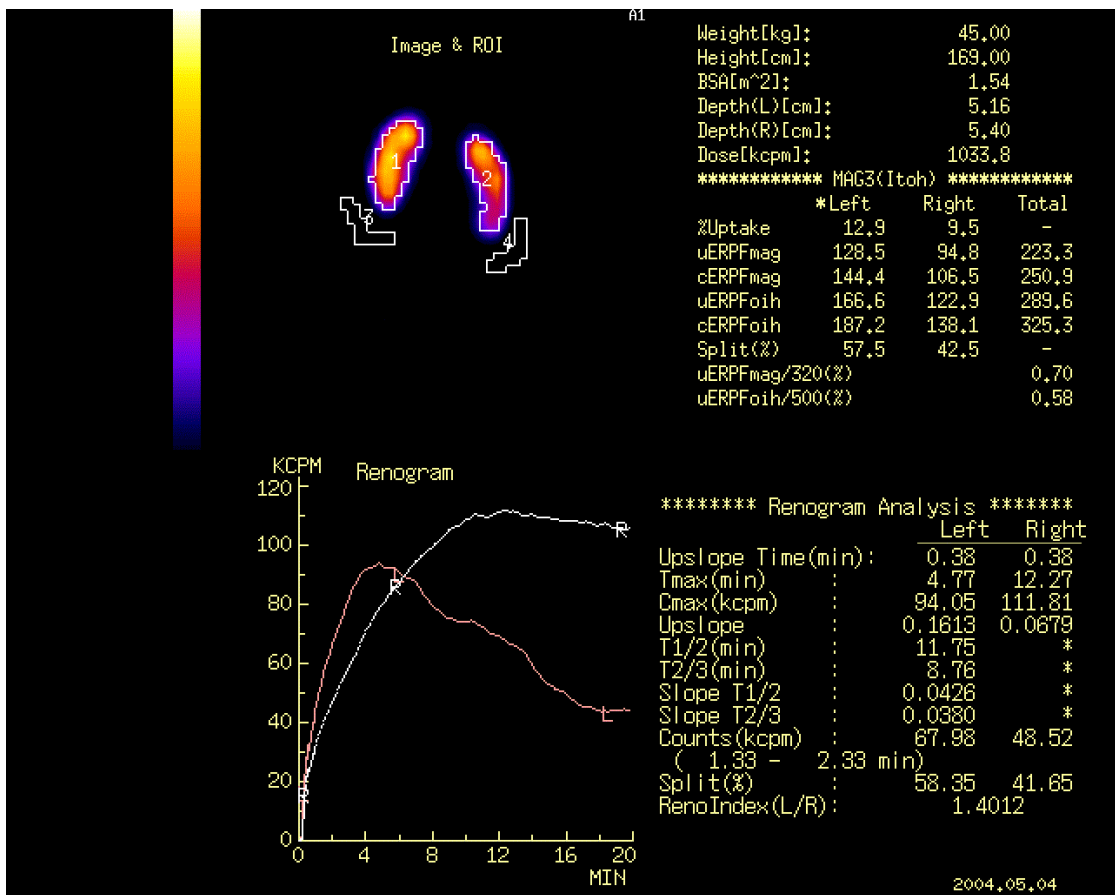 A1
Image & ROI
1
2
3
4
Weight[kg]: 45.00
Height[cm]: 169.00
BSA[m^2]: 1.54
Depth(L)[cm]: 5.16
Depth(R)[cm]: 5.40
Dose[kcpm]: 1033.8
************ MAG3(Itoh) ************
*Left Right Total
%Uptake 12.9 9.5 -
uERPFmag 128.5 94.8 223.3
cERPFmag 144.4 106.5 250.9
uERPFoih 166.6 122.9 289.6
cERPFoih 187.2 138.1 325.3
Split(%) 57.5 42.5 -
uERPFmag/320(%) 0.70
uERPFoih/500(%) 0.58
KCPM Renogram
120
100
80
60
40
20
0
R
R
L
L
0 4 8 12 16 20
MIN
******** Renogram Analysis *******
Left Right
Upslope Time(min): 0.38 0.38
Tmax(min) : 4.77 12.27
Cmax(kcpm) : 94.05 111.81
Upslope : 0.1613 0.0679
T1/2(min) : 11.75 *
T2/3(min) : 8.76 *
Slope T1/2 : 0.0426 *
Slope T2/3 : 0.0380 *
Counts(kcpm) : 67.98 48.52
( 1.33 - 2.33 min)
Split(%) : 58.35 41.65
RenoIndex(L/R): 1.4012
2004.05.04